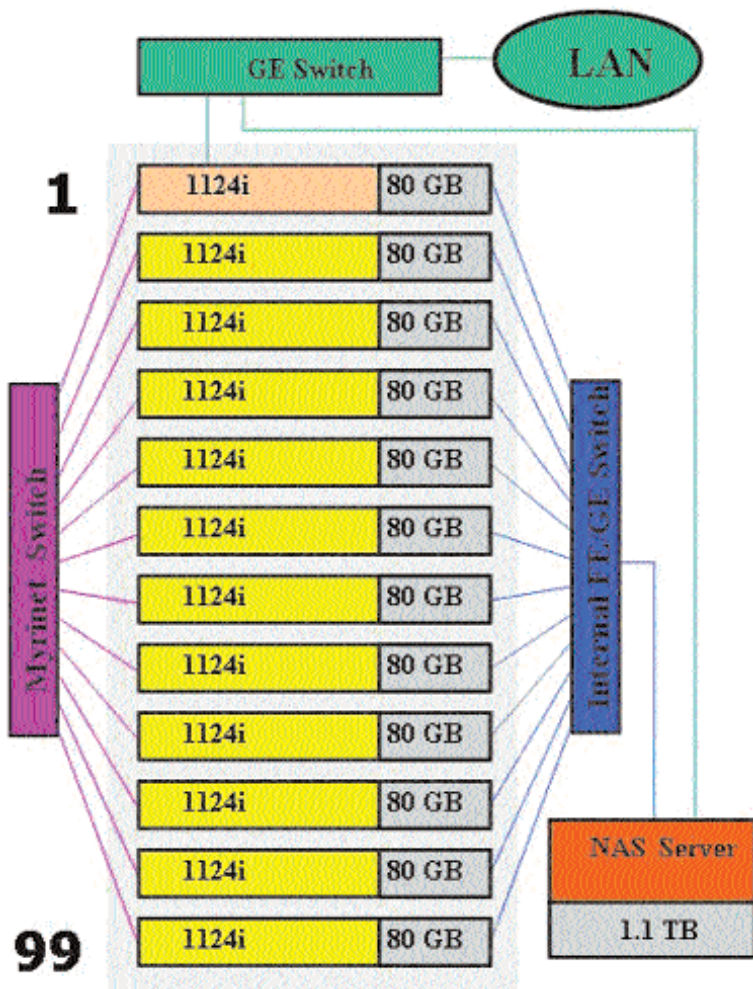 GE Switch
LAN
1
1124i 80 GB
1124i 80 GB
1124i 80 GB
1124i 80 GB
1124i 80 GB
1124i 80 GB
1124i 80 GB
1124i 80 GB
1124i 80 GB
1124i 80 GB
1124i 80 GB
1124i 80 GB
99
Myrinet Switch
Internal FE/GE Switch
NAS Server
1.1 TB